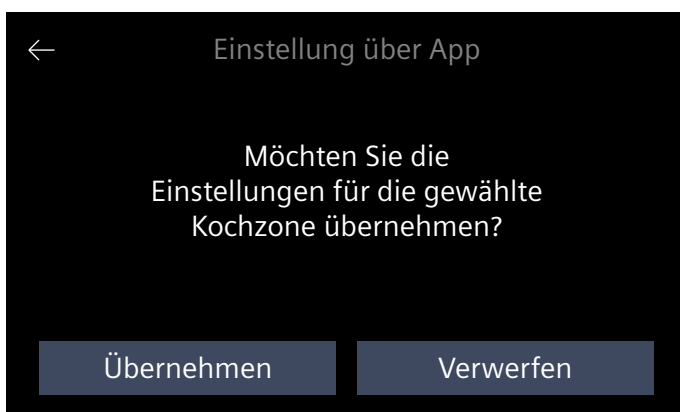 Einstellung über App
Möchten Sie die
Einstellungen für die gewählte
Kochzone übernehmen?
Übernehmen
Verwerfen